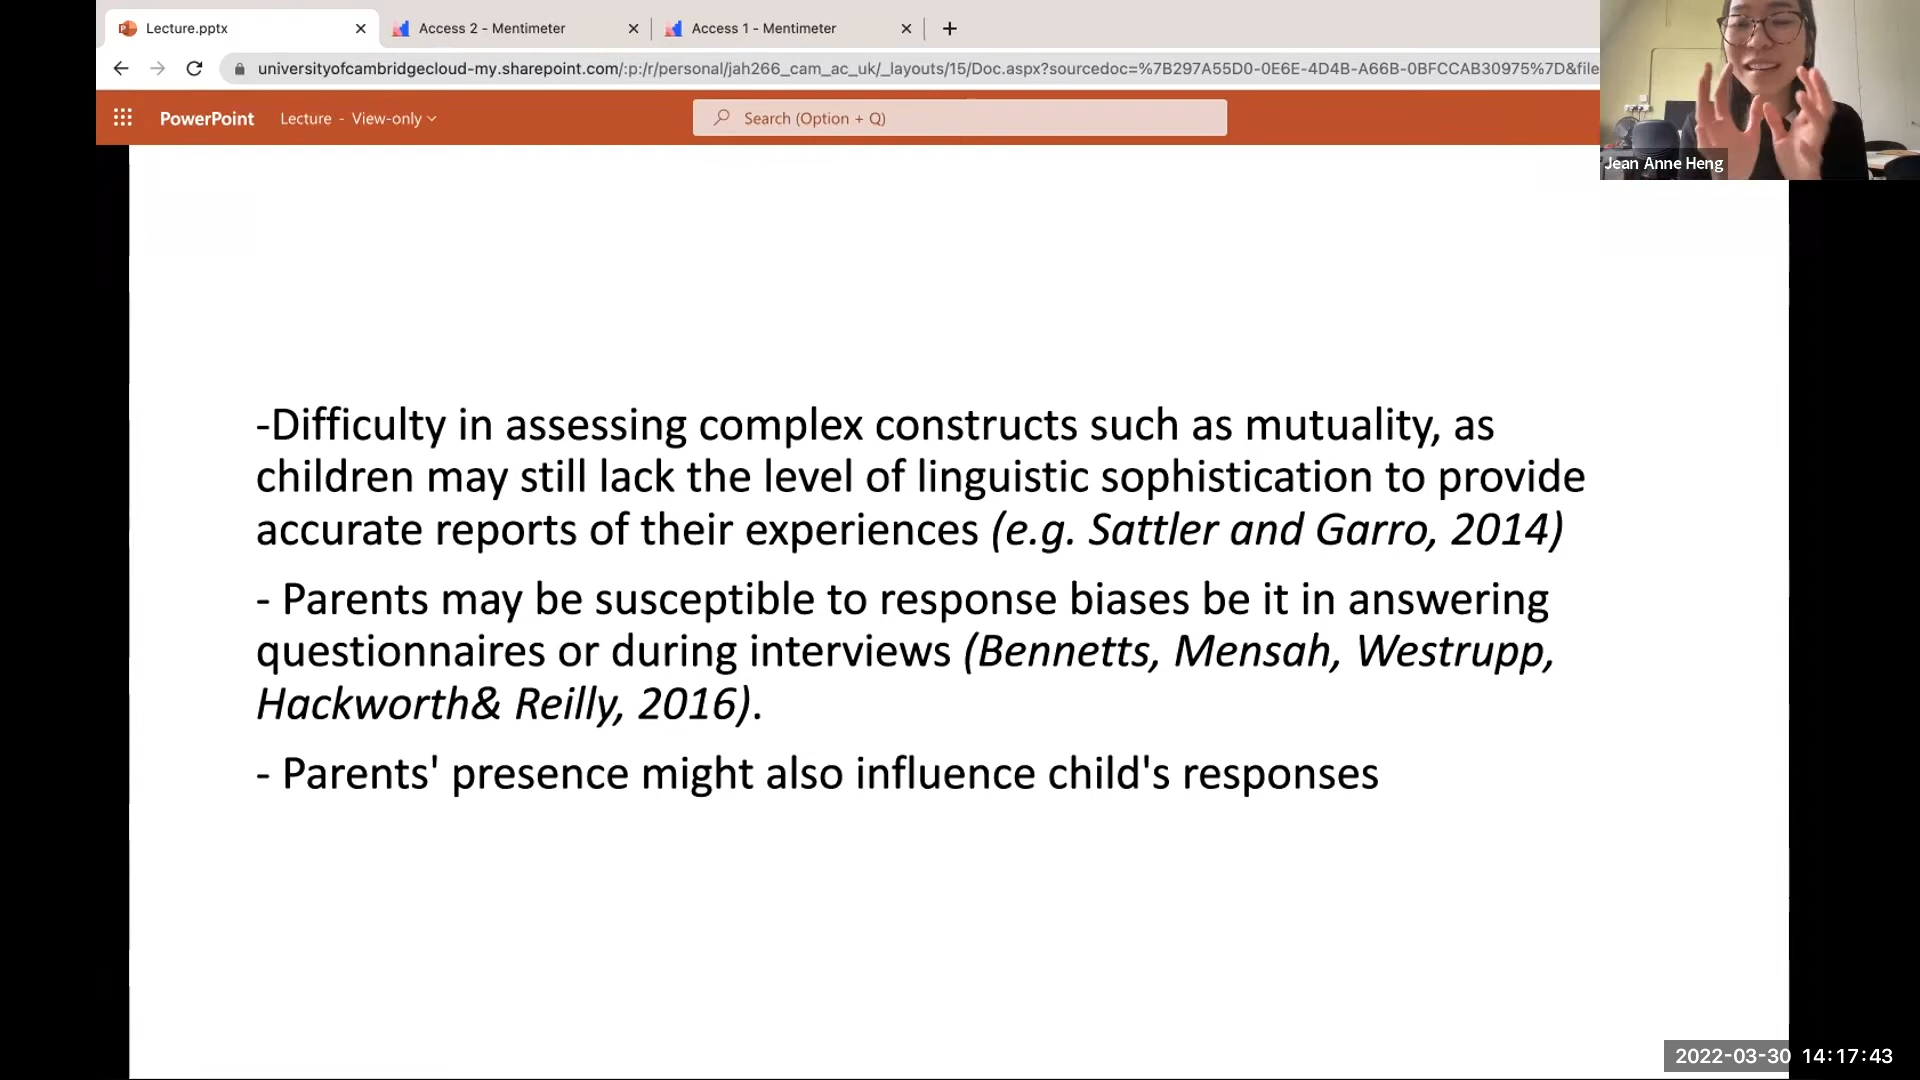 Lecture.pptx
Access 2 - Mentimeter
Access 1 - Mentimeter
universityofcambridgecloud-my.sharepoint.com/:p:/r/personal/jah266_cam_ac_uk/_layouts/15/Doc.aspx?sourcedoc=%7B297A55D0-0E6E-4D4B-A66B-0BFCCAB30975%7D&file
PowerPoint
Lecture - View-only
Search (Option + Q)
Jean Anne Heng
-Difficulty in assessing complex constructs such as mutuality, as
children may still lack the level of linguistic sophistication to provide
accurate reports of their experiences (e.g. Sattler and Garro, 2014)
- Parents may be susceptible to response biases be it in answering
questionnaires or during interviews (Bennetts, Mensah, Westrupp,
Hackworth& Reilly, 2016).
- Parents' presence might also influence child's responses
2022-03-30 14:17:43